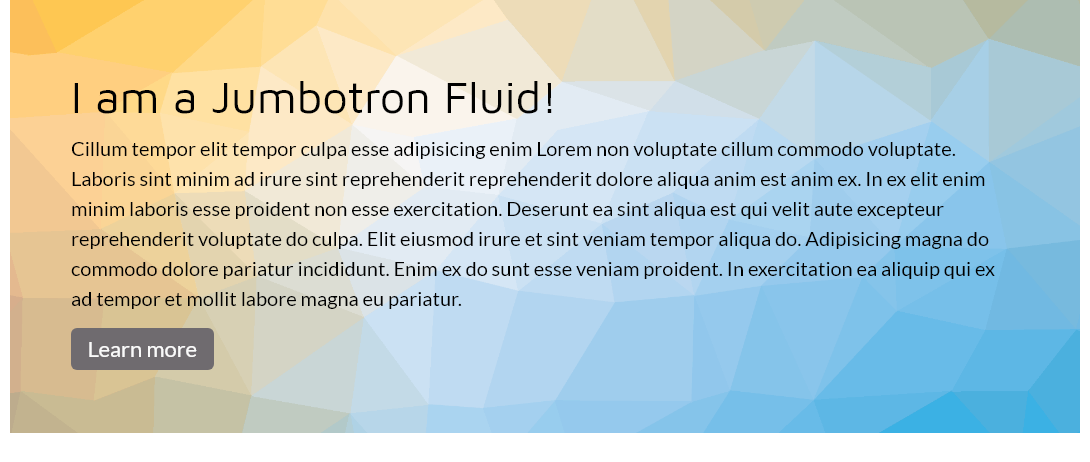 I am a Jumbotron Fluid!
Cillum tempor elit tempor culpa esse adipisicing enim Lorem non voluptate cillum commodo voluptate.
Laboris sint minim ad irure sint reprehenderit reprehenderit dolore aliqua anim est anim ex. In ex elit enim
minim laboris esse proident non esse exercitation. Deserunt ea sint aliqua est qui velit aute excepteur
reprehenderit voluptate do culpa. Elit eiusmod irure et sint veniam tempor aliqua do. Adipisicing magna do
commodo dolore pariatur incididunt. Enim ex do sunt esse veniam proident. In exercitation ea aliquip qui ex
ad tempor et mollit labore magna eu pariatur.
Learn more